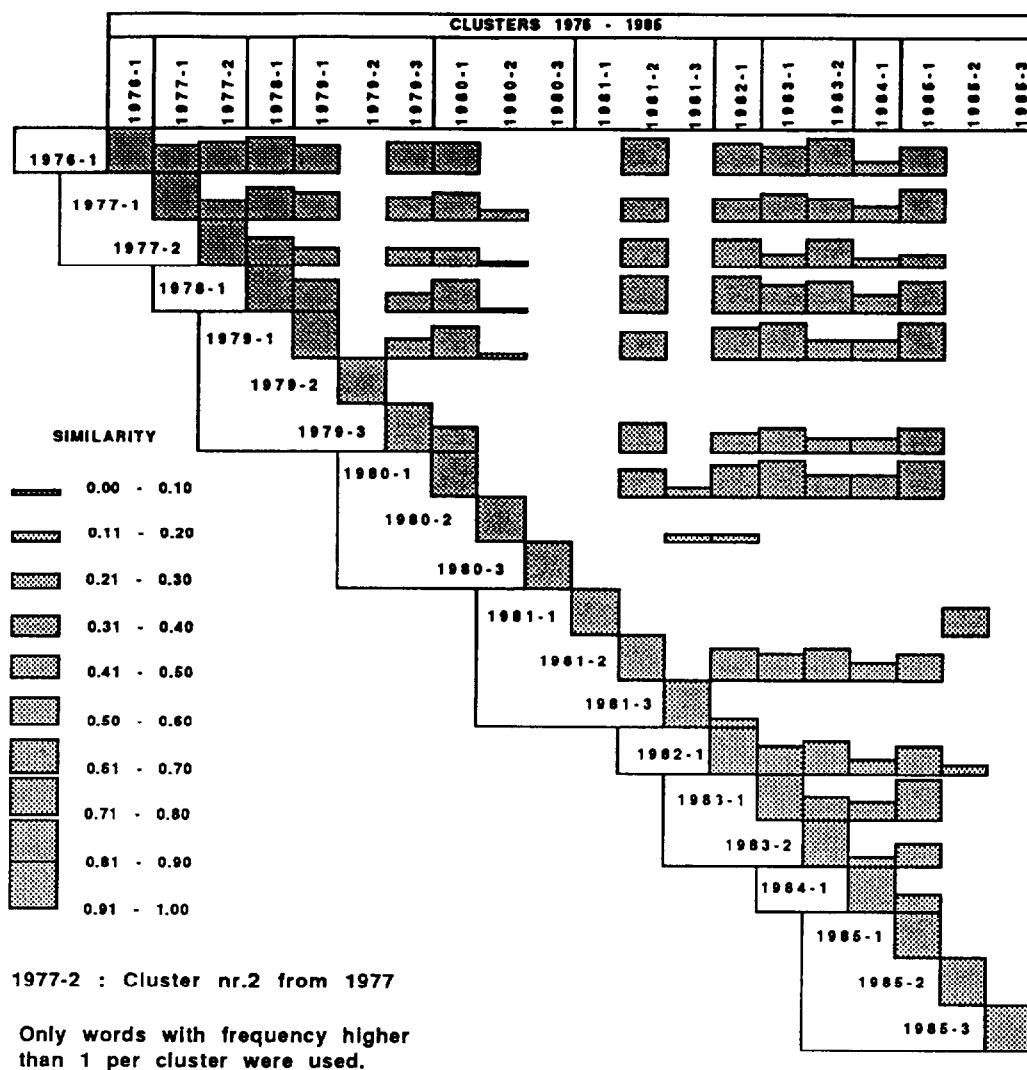 CLUSTERS 1976 - 1985
1976-1
1977-1
1977-2
1978-1
1979-1
1979-2
1979-3
1980-1
1980-2
1980-3
1981-1
1981-2
1981-3
1982-1
1983-1
1983-2
1984-1
1985-1
1985-2
1985-3
1976-1
1977-1
1977-2
1978-1
1979-1
1979-2
1979-3
SIMILARITY
1980-1
0.00 - 0.10
1980-2
0.11 - 0.20
1980-3
0.21 - 0.30
1981-1
0.31 - 0.40
1981-2
0.41 - 0.50
1981-3
0.50 - 0.60
1982-1
0.61 - 0.70
1983-1
0.71 - 0.80
1983-2
0.81 - 0.90
1984-1
0.91 - 1.00
1985-1
1977-2 : Cluster nr.2 from 1977
1985-2
Only words with frequency higher
1985-3
than 1 per cluster were used.